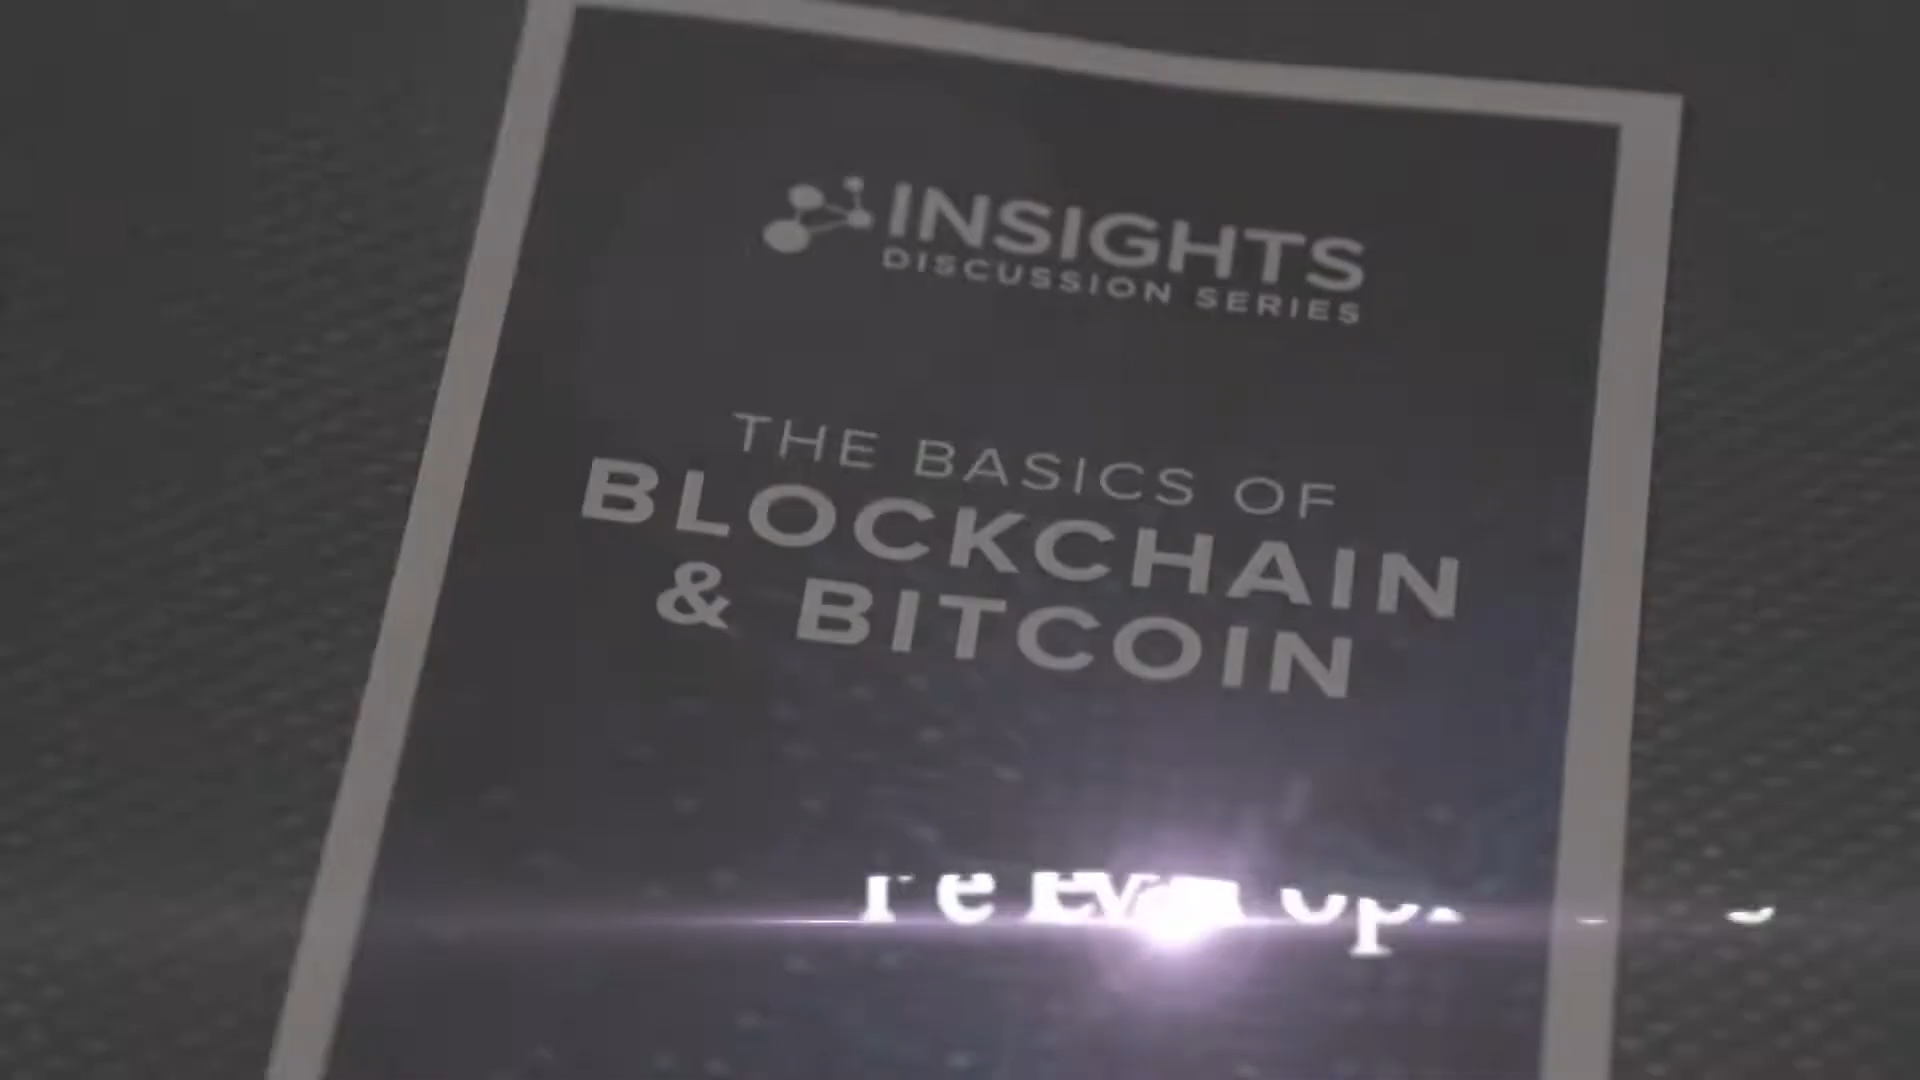 INSIGHTS
DISCUSSION SERIES
THE BASICS OF
BLOCKCHAIN
& BITCOIN